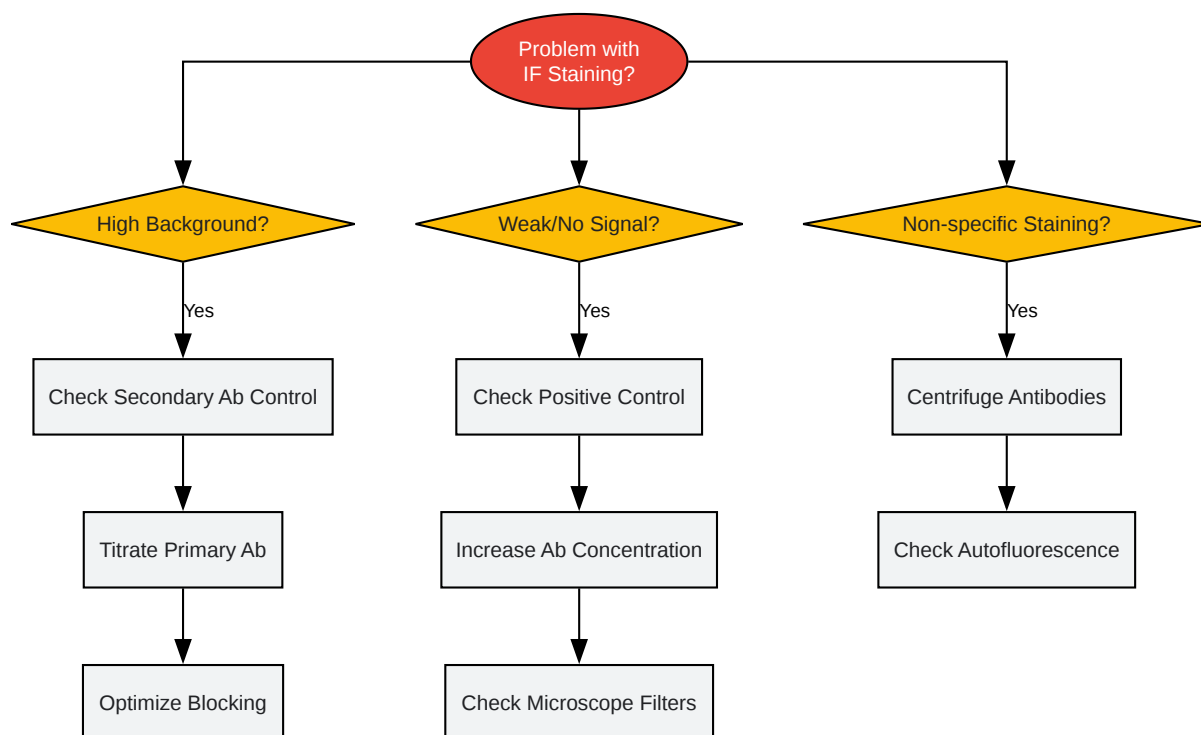 Problem with
IF Staining?
High Background?
Weak/No Signal?
Non-specific Staining?
Yes
Yes
Yes
Check Secondary Ab Control
Check Positive Control
Centrifuge Antibodies
Titrate Primary Ab
Increase Ab Concentration
Check Autofluorescence
Optimize Blocking
Check Microscope Filters